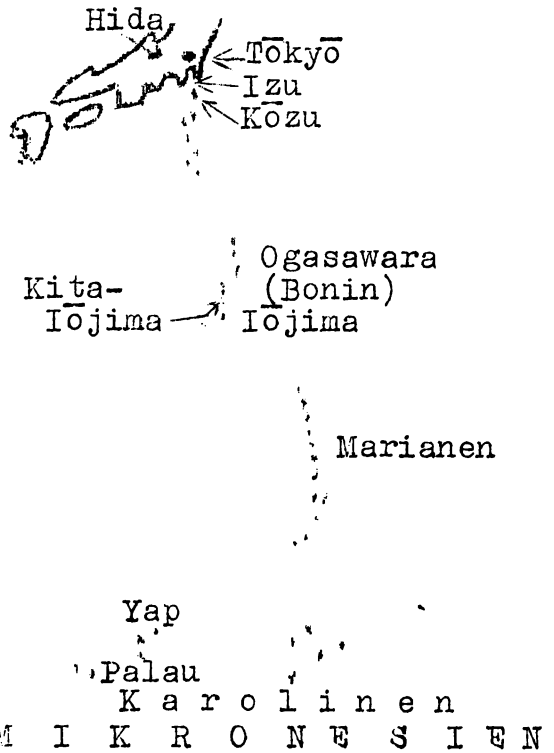 Hida
Tōkyō
Izu
Kōzu
Ogasawara
Kita- (Bonin)
Iōjima Iōjima
Marianen
Yap
Palau
Karolinen
MIKRONESIEN